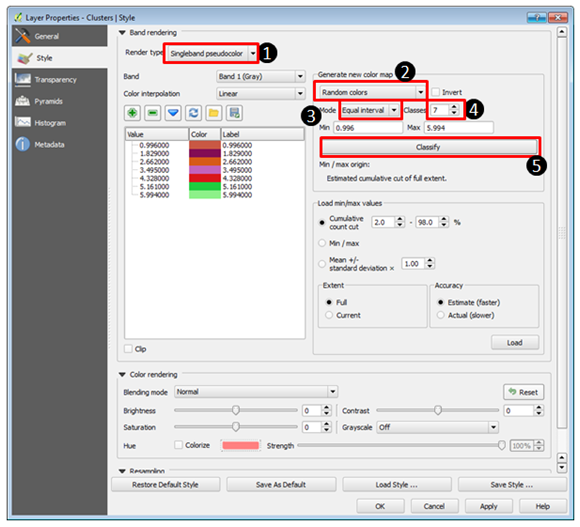 Layer Properties - Clusters | Style
General
Style
Transparency
Pyramids
Histogram
Metadata
Band rendering
Render type Singleband pseudocolor 1
Band Band 1 (Gray)
Color interpolation Linear
Value Color Label
0.996000 0.996000
1.829000 1.829000
2.662000 2.662000
3.495000 3.495000
4.328000 4.328000
5.161000 5.161000
5.994000 5.994000
Clip
Generate new color map 2
Random colors Invert
3 Mode Equal interval Classes 7 4
Min 0.996 Max 5.994
Classify
5
Min / max origin:
Estimated cumulative cut of full extent.
Load min/max values
Cumulative
count cut 2.0 - 98.0 %
Min / max
Mean +/-
standard deviation × 1.00
Extent
Full
Current
Accuracy
Estimate (faster)
Actual (slower)
Load
Color rendering
Blending mode Normal Reset
Brightness 0 Contrast 0
Saturation 0 Grayscale Off
Hue Colorize Strength 100%
Resampling
Restore Default Style Save As Default Load Style ... Save Style ...
OK Cancel Apply Help